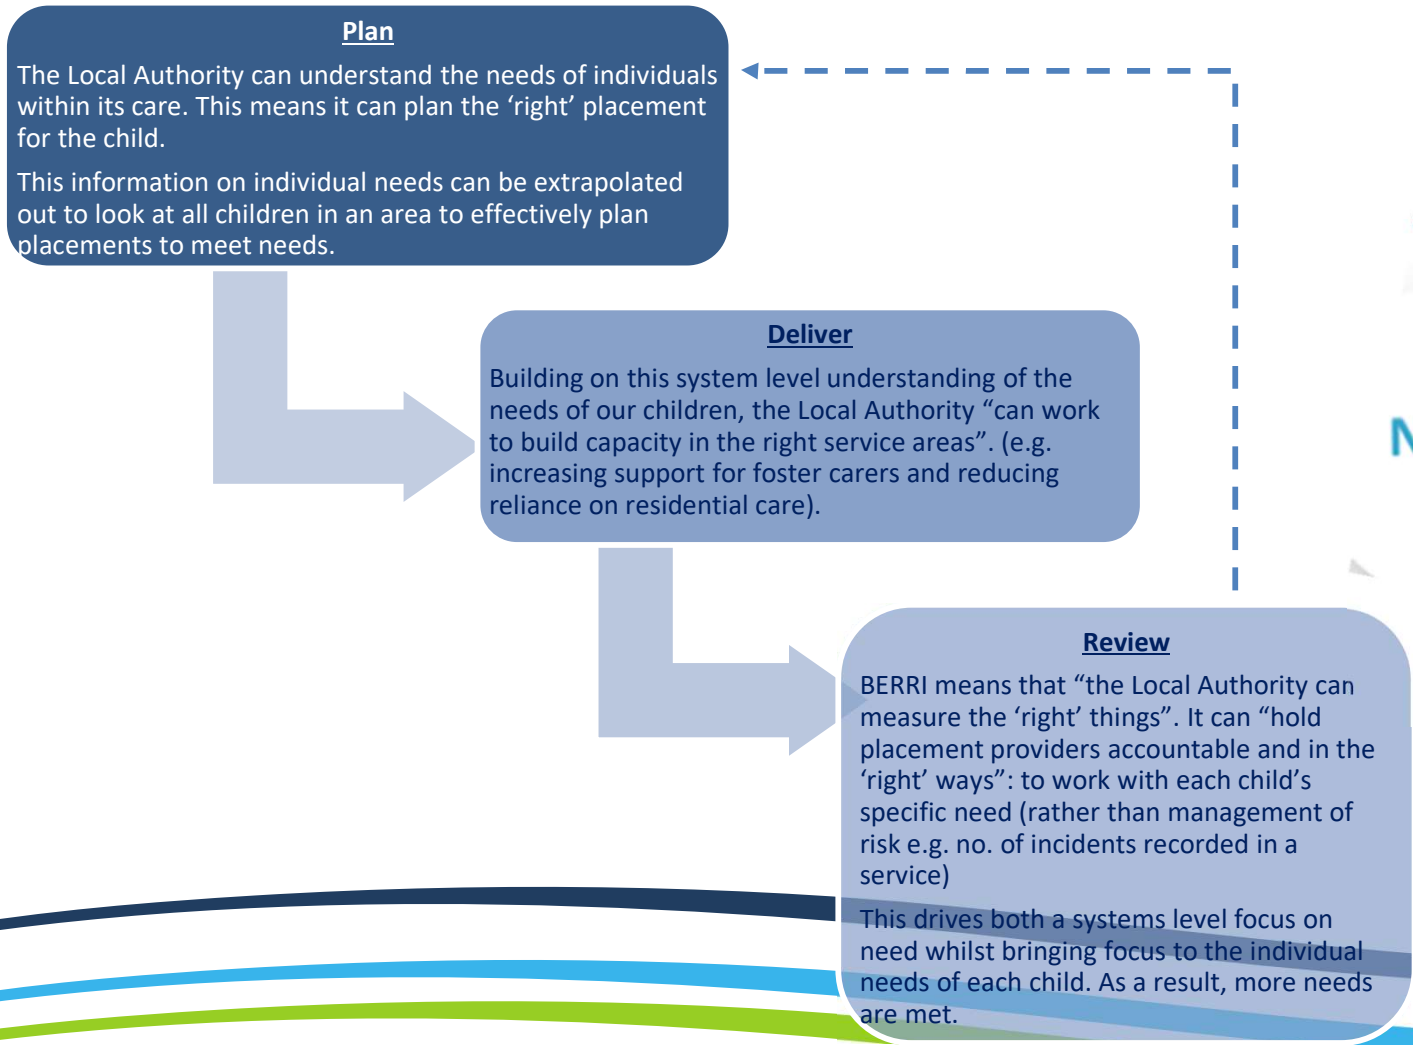 Plan
The Local Authority can understand the needs of individuals
within its care. This means it can plan the ‘right’ placement
for the child.
This information on individual needs can be extrapolated
out to look at all children in an area to effectively plan
placements to meet needs.
Deliver
Building on this system level understanding of the
needs of our children, the Local Authority “can work
to build capacity in the right service areas”. (e.g.
increasing support for foster carers and reducing
reliance on residential care).
Review
BERRI means that “the Local Authority can
measure the ‘right’ things”. It can “hold
placement providers accountable and in the
‘right’ ways”: to work with each child’s
specific need (rather than management of
risk e.g. no. of incidents recorded in a
service)
This drives both a systems level focus on
need whilst bringing focus to the individual
needs of each child. As a result, more needs
are met.